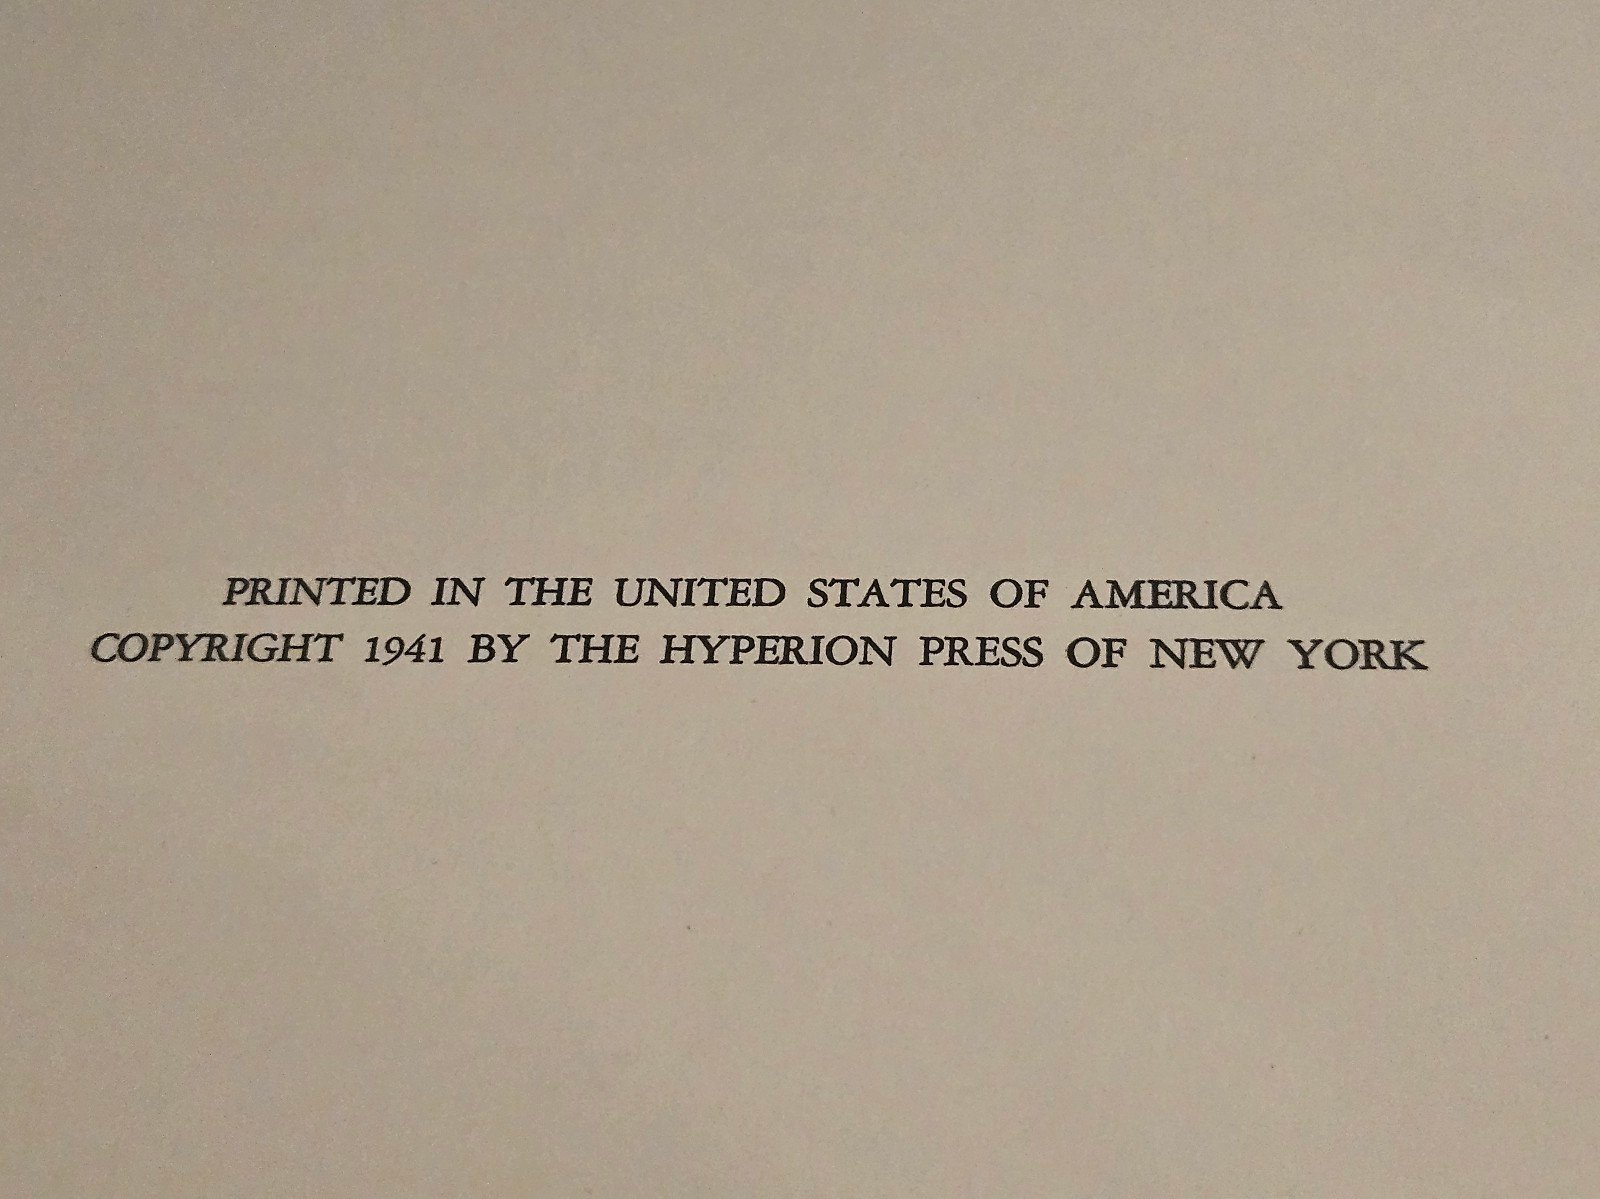 PRINTED IN THE UNITED STATES OF AMERICA
COPYRIGHT 1941 BY THE HYPERION PRESS OF NEW YORK